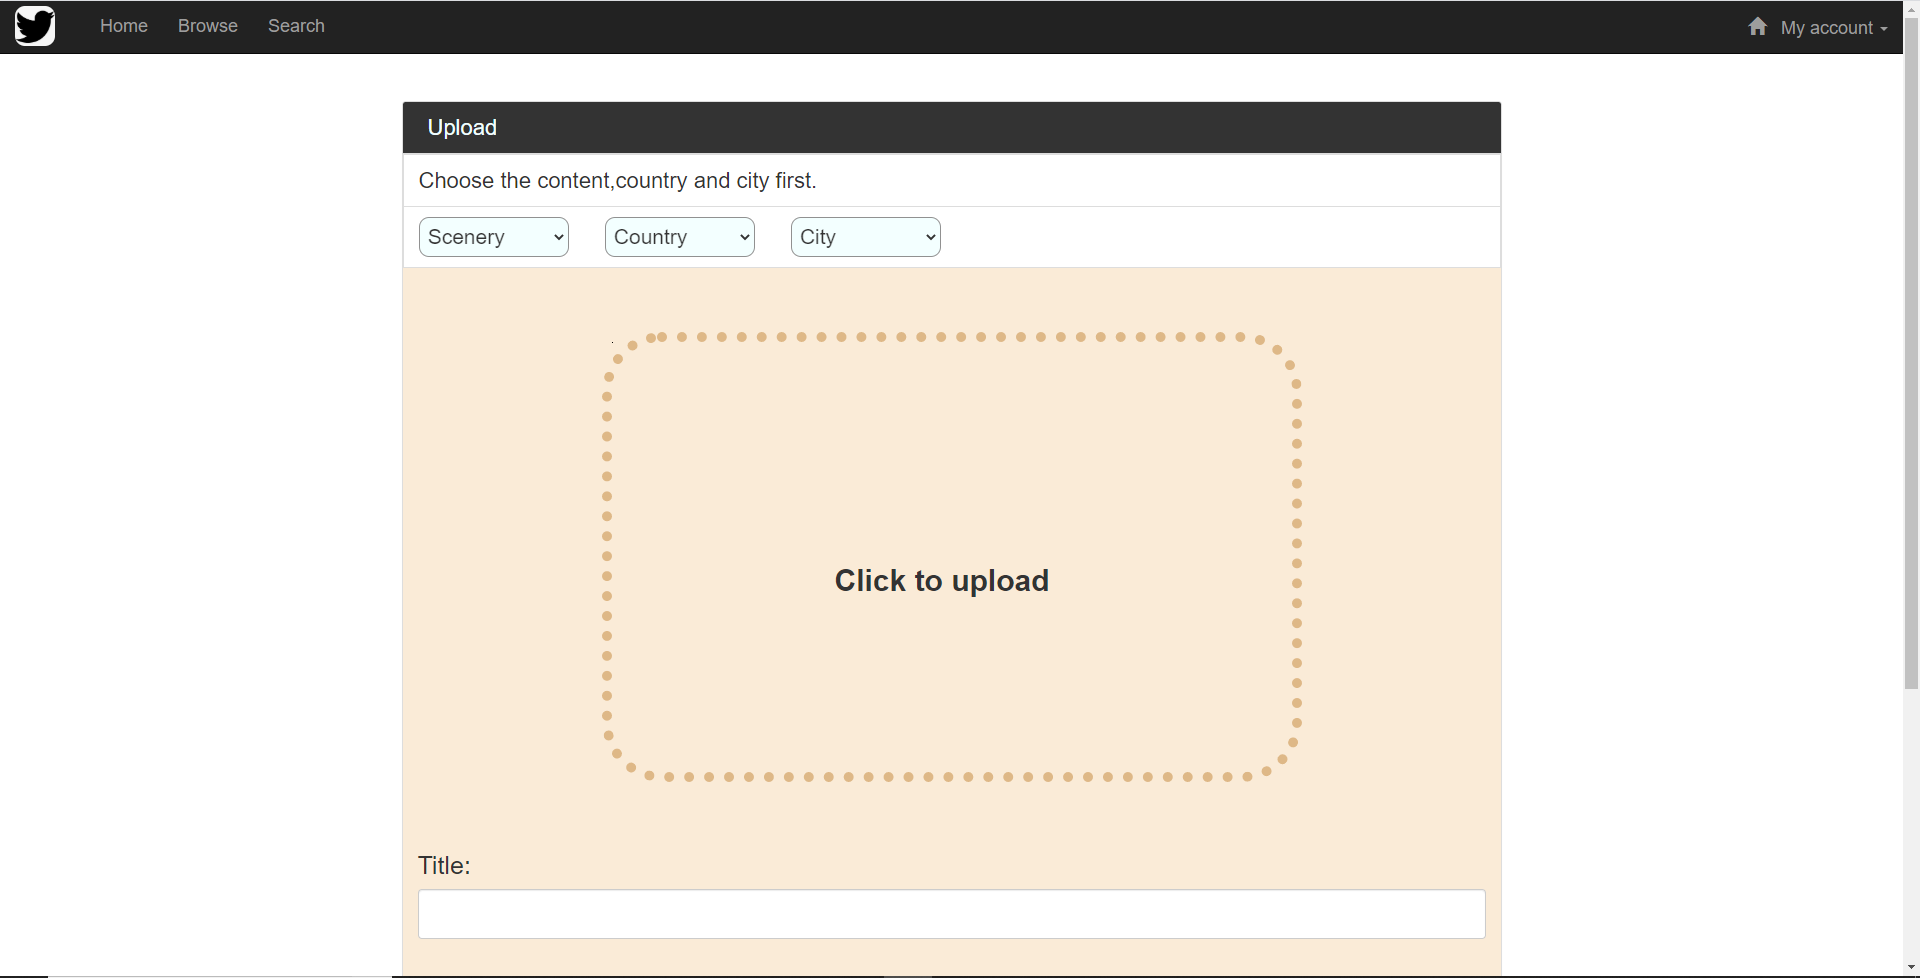 Home Browse Search My account
Upload
Choose the content,country and city first.
Scenery Country City
Click to upload
Title: